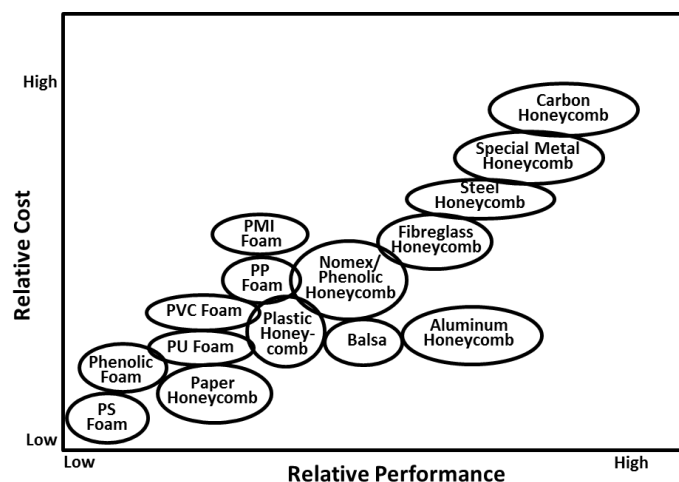 High
Carbon
Honeycomb
Special Metal
Honeycomb
Steel
Honeycomb
PMI
Foam
Fibreglass
Honeycomb
Nomex/
Phenolic
Honeycomb
PP
Foam
PVC Foam
Plastic
Honey-
comb
Aluminum
Honeycomb
Balsa
PU Foam
Phenolic
Foam
Paper
Honeycomb
PS
Foam
Relative Cost
Low
Low
High
Relative Performance